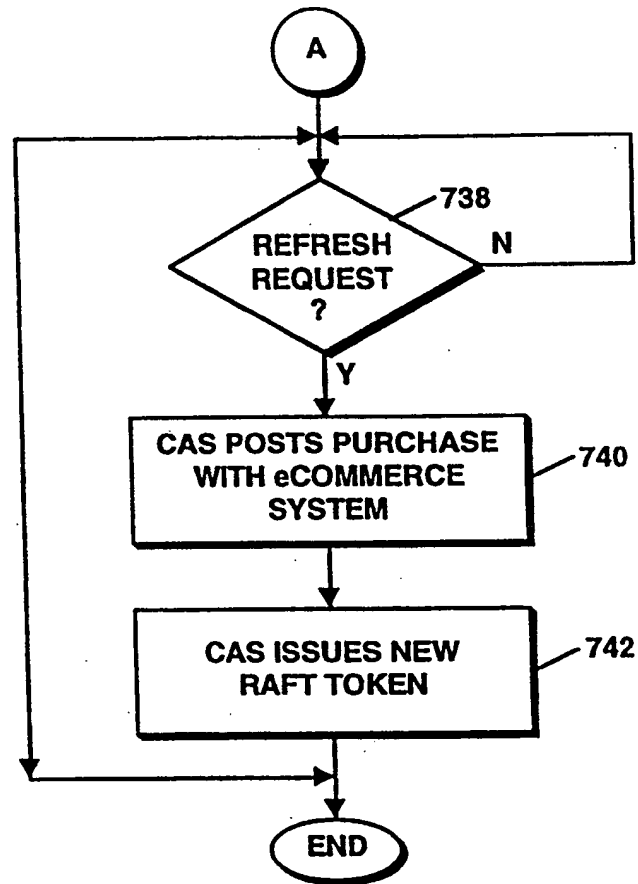 A
738
REFRESH
REQUEST
?
N
Y
CAS POSTS PURCHASE
WITH eCOMMERCE
SYSTEM
740
CAS ISSUES NEW
RAFT TOKEN
742
END